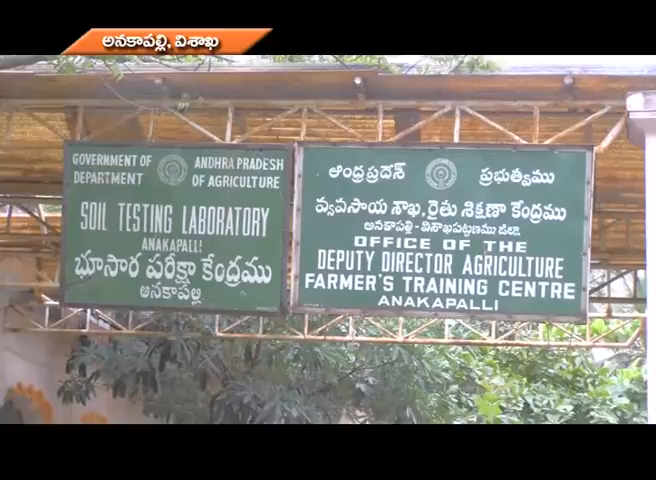 అనకాపల్లి, విశాఖ
GOVERNMENT OF ANDHRA PRADESH
DEPARTMENT OF AGRICULTURE
SOIL TESTING LABORATORY
ANAKAPALLI
భూసార పరీక్షా కేంద్రము
అనకాపల్లి
ఆంధ్రప్రదేశ్ ప్రభుత్వము
వ్యవసాయ శాఖ, రైతు శిక్షణా కేంద్రము
అనకాపల్లి-విశాఖపట్టణము జిల్లా
OFFICE OF THE
DEPUTY DIRECTOR AGRICULTURE
FARMER'S TRAINING CENTRE
ANAKAPALLI